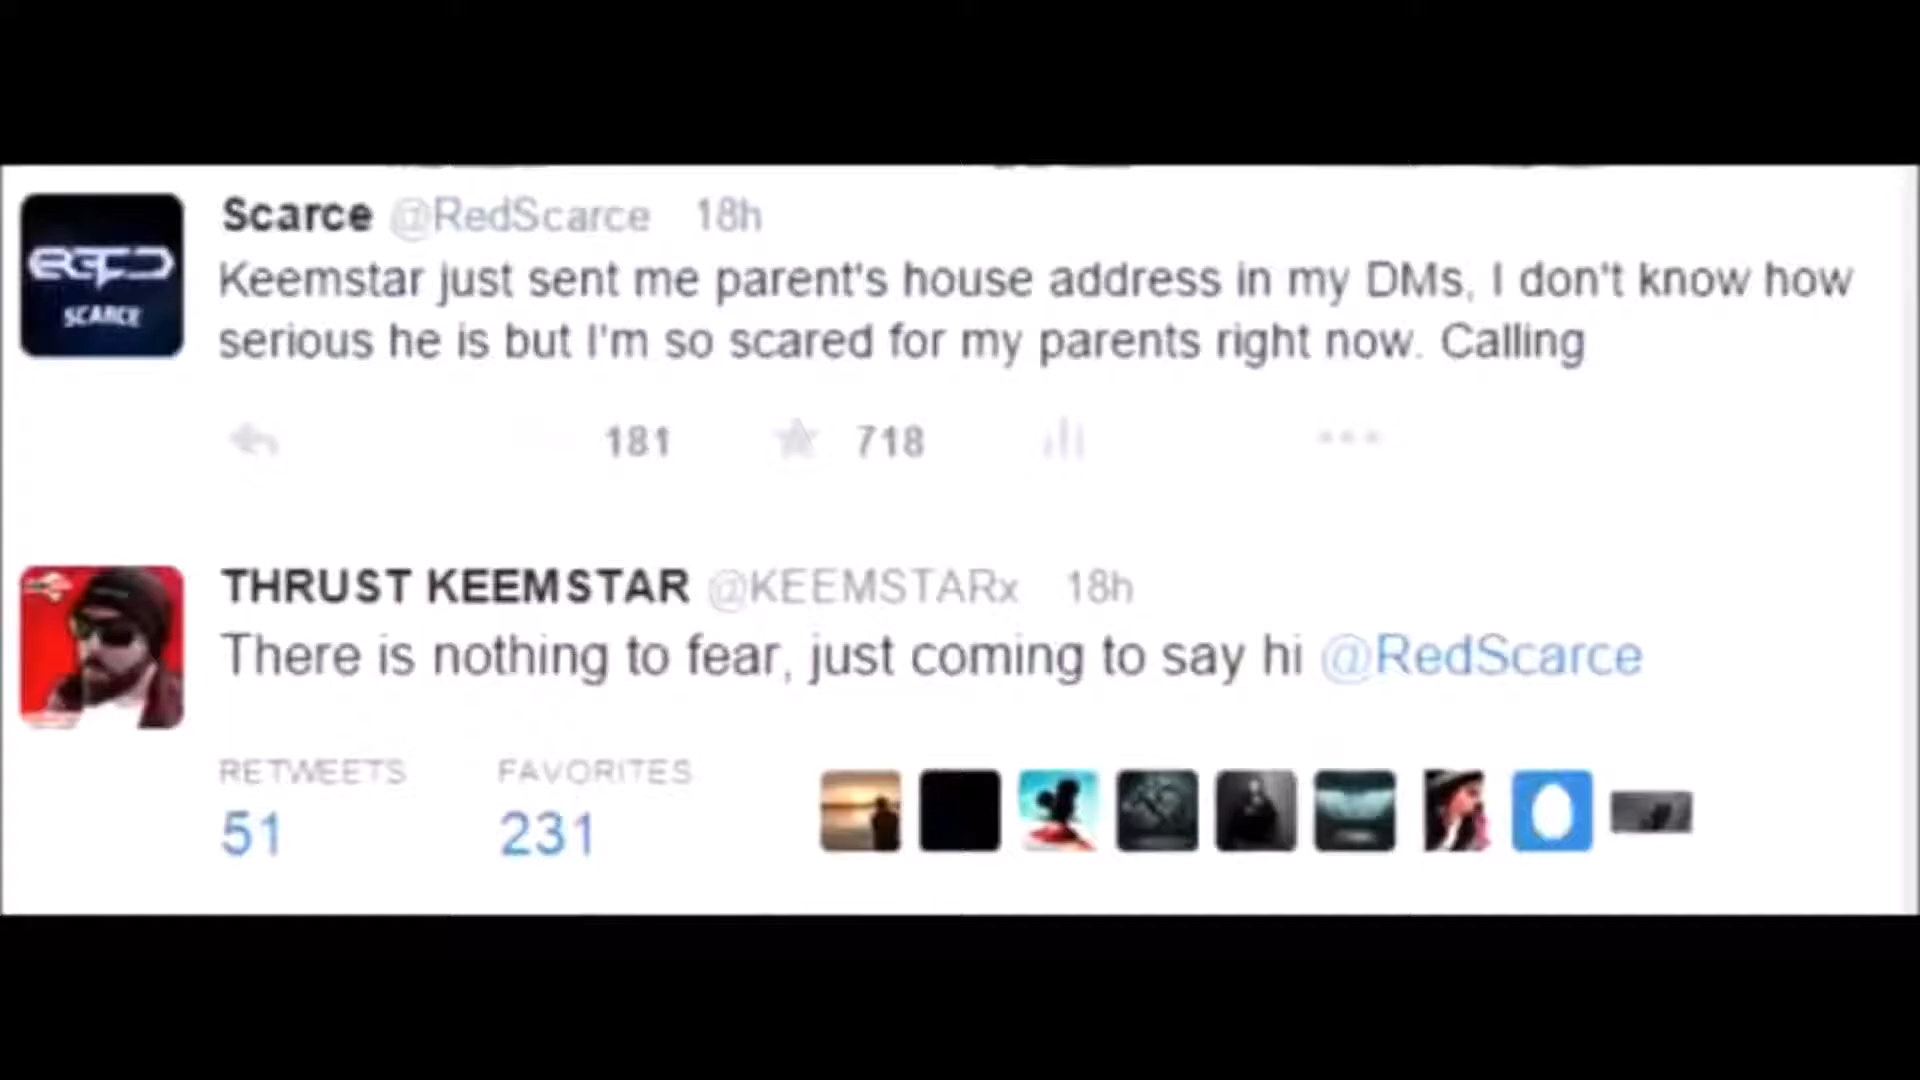 Scarce @RedScarce 18h
Keemstar just sent me parent's house address in my DMs, I don't know how
serious he is but I'm so scared for my parents right now. Calling
181 718
SCARCE
THRUST KEEMSTAR @KEEMSTARx 18h
There is nothing to fear, just coming to say hi @RedScarce
RETWEETS FAVORITES
51 231